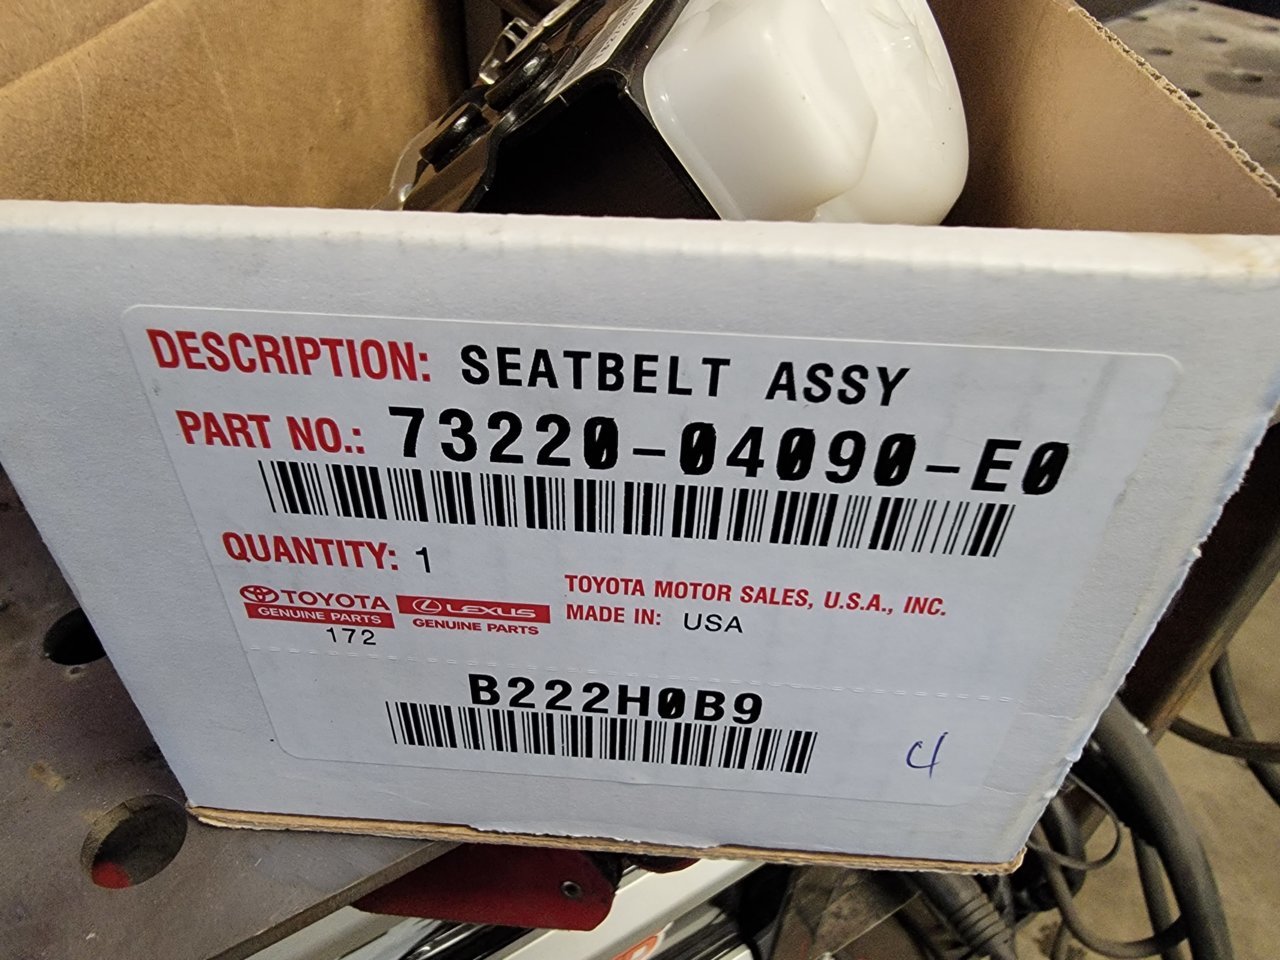 DESCRIPTION: SEATBELT ASSY
PART NO.: 73220-04090-E0
QUANTITY: 1
TOYOTA
GENUINE PARTS
172
LEXUS
GENUINE PARTS
TOYOTA MOTOR SALES, U.S.A., INC.
MADE IN: USA
B222H0B9
4